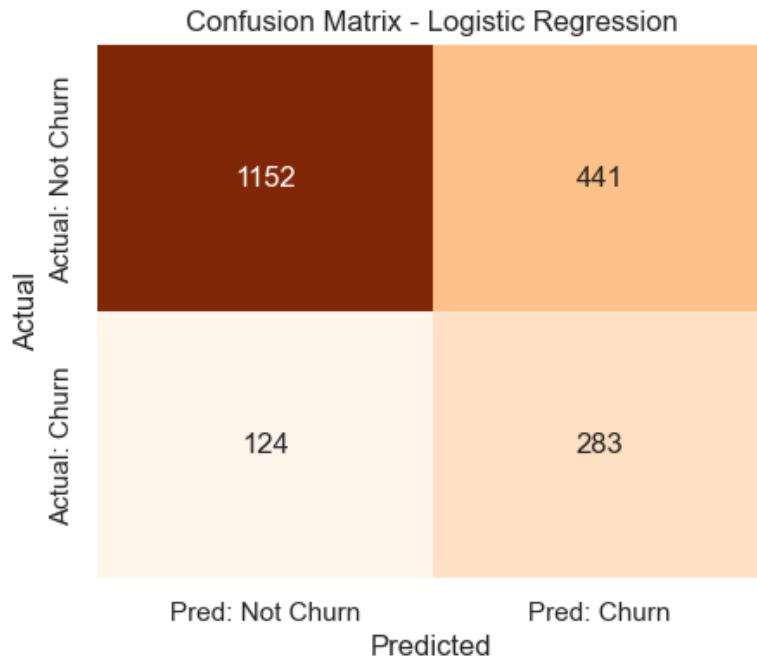 Confusion Matrix - Logistic Regression
Actual
Actual: Not Churn
1152
441
Actual: Churn
124
283
Pred: Not Churn
Pred: Churn
Predicted